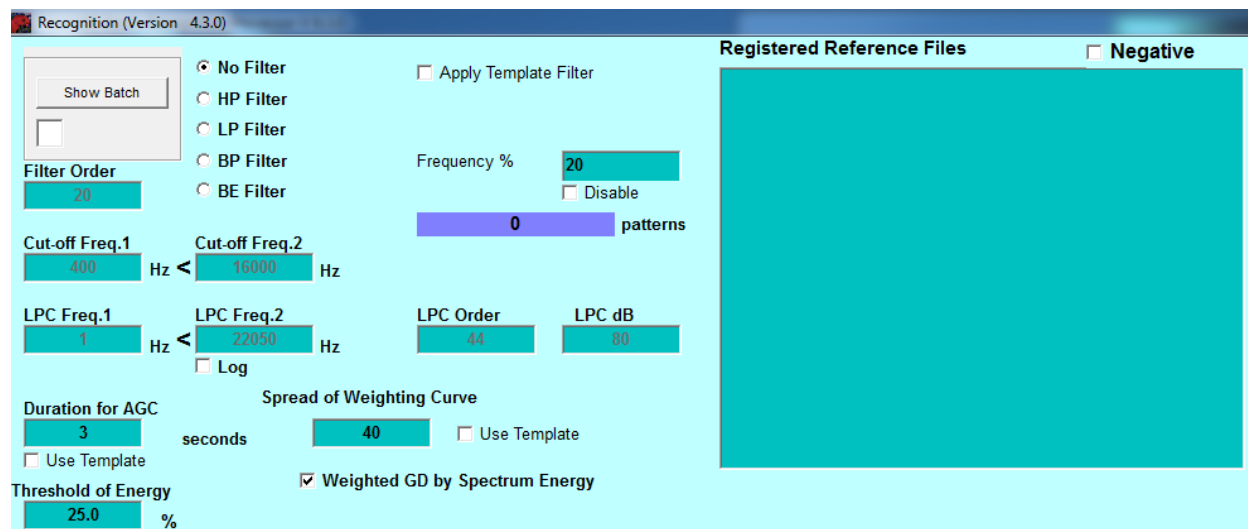 Recognition (Version 4.3.0)
Registered Reference Files
Negative
Show Batch
No Filter
HP Filter
LP Filter
BP Filter
BE Filter
Apply Template Filter
Filter Order
20
Frequency %
20
Disable
0 patterns
Cut-off Freq.1
Cut-off Freq.2
400 Hz < 16000 Hz
LPC Freq.1
LPC Freq.2
LPC Order
LPC dB
1 Hz < 22050 Hz
44
80
Log
Duration for AGC
Spread of Weighting Curve
3 seconds
40
Use Template
Use Template
Weighted GD by Spectrum Energy
Threshold of Energy
25.0 %